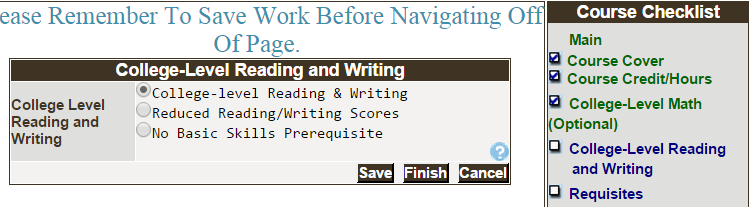 ease Remember To Save Work Before Navigating Off
Of Page.
College-Level Reading and Writing
College Level
Reading and
Writing
College-level Reading & Writing
Reduced Reading/Writing Scores
No Basic Skills Prerequisite
?
Save Finish Cancel
Course Checklist
Main
Course Cover
Course Credit/Hours
College-Level Math
(Optional)
College-Level Reading
and Writing
Requisites